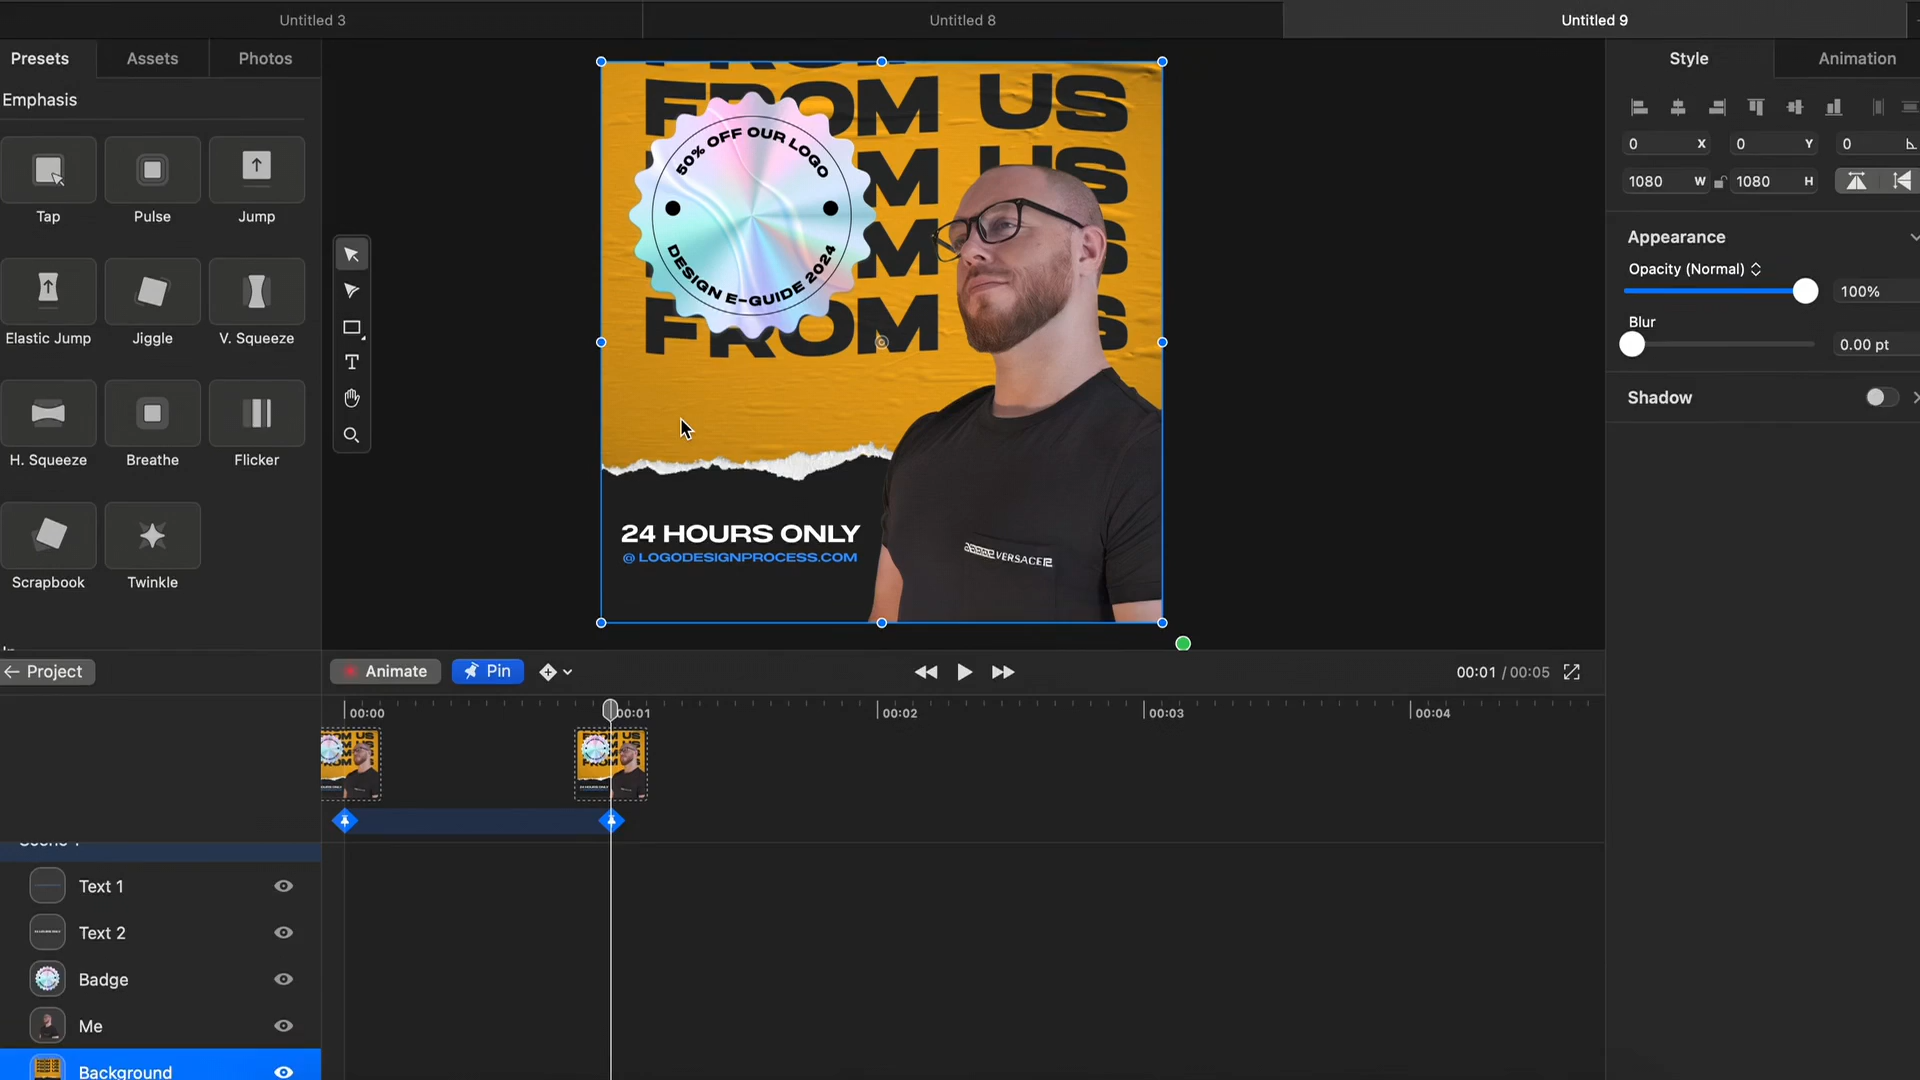 Untitled 3
Untitled 8
Untitled 9
Presets
Assets
Photos
Emphasis
Tap
Pulse
Jump
Elastic Jump
Jiggle
V. Squeeze
H. Squeeze
Breathe
Flicker
Scrapbook
Twinkle
FROM US
FROM US
50% OFF OUR LOGO
DESIGN E-GUIDE 2024
24 HOURS ONLY
@ LOGODESIGNPROCESS.COM
VERSACE
Style
Animation
0 X
0 Y
0
1080 W
1080 H
Appearance
Opacity (Normal)
100%
Blur
0.00 pt
Shadow
Project
Animate
Pin
00:01 / 00:05
00:00
00:01
00:02
00:03
00:04
Text 1
Text 2
Badge
Me
Background